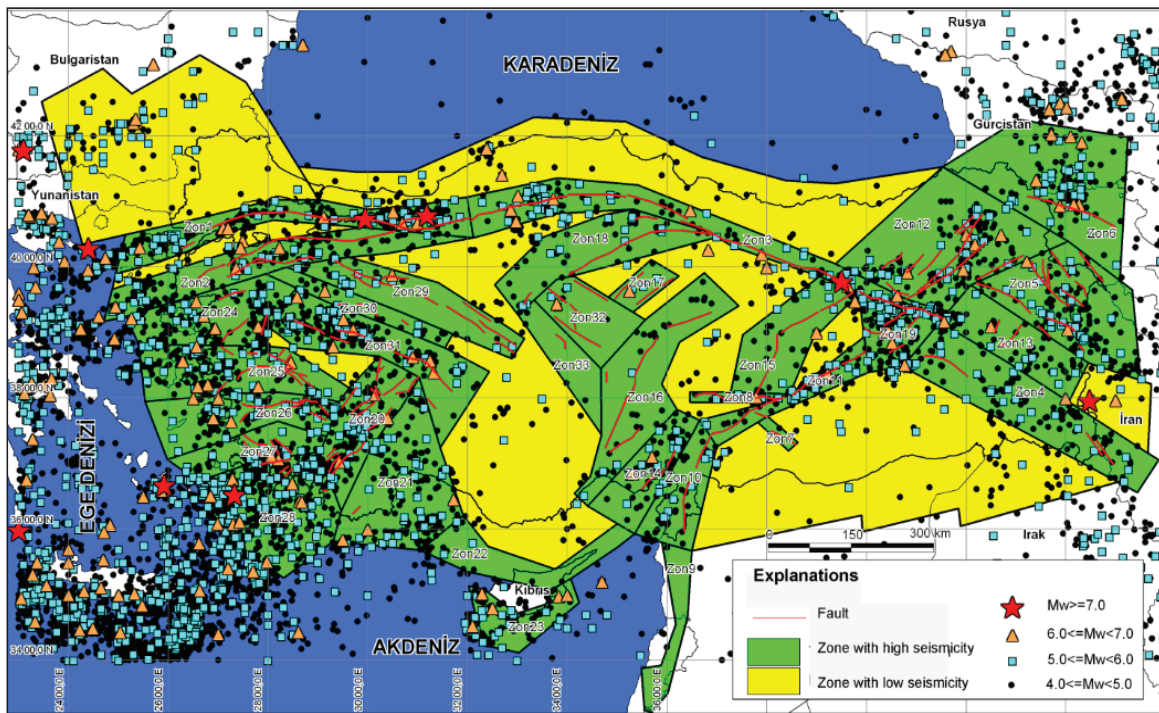 Rusya
Bulgaristan
KARADENİZ
42 00 0 N
Gürcistan
Yunanistan
Zon1
Zon18
Zon3
Zon12
Zon6
40 00 0 N
Zon2
Zon29
Zon17
Zon5
Zon24
Zon30
Zon32
Zon19
Zon31
Zon33
Zon15
Zon13
Zon25
Zon11
38 00 0 N
Zon26
Zon20
Zon16
Zon8
Zon4
İran
EGE DENİZİ
Zon27
Zon7
Zon14
Zon10
Zon21
Zon28
36 00 0 N
0 150 300 km
Irak
Zon22
Zon9
Kıbrıs
Zon23
34 00 0 N
AKDENİZ
24 00 0 E
26 00 0 E
28 00 0 E
30 00 0 E
32 00 0 E
34 00 0 E
36 00 0 E
Explanations
Fault
Zone with high seismicity
Zone with low seismicity
Mw>=7.0
6.0<=Mw<7.0
5.0<=Mw<6.0
4.0<=Mw<5.0